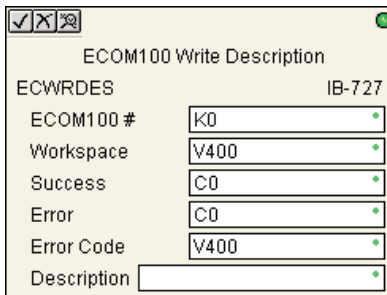 ECOM100 Write Description
ECWRDES IB-727
ECOM100 # K0
Workspace V400
Success C0
Error C0
Error Code V400
Description